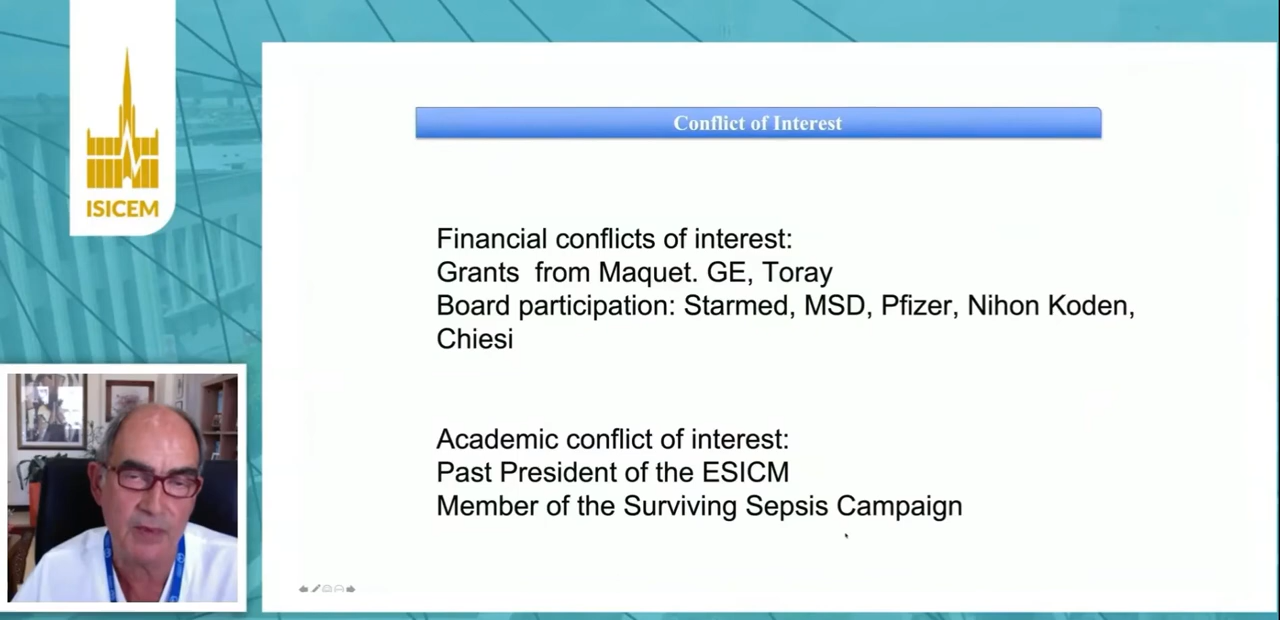 ISICEM
Conflict of Interest
Financial conflicts of interest:
Grants  from Maquet. GE, Toray
Board participation: Starmed, MSD, Pfizer, Nihon Koden,
Chiesi
Academic conflict of interest:
Past President of the ESICM
Member of the Surviving Sepsis Campaign